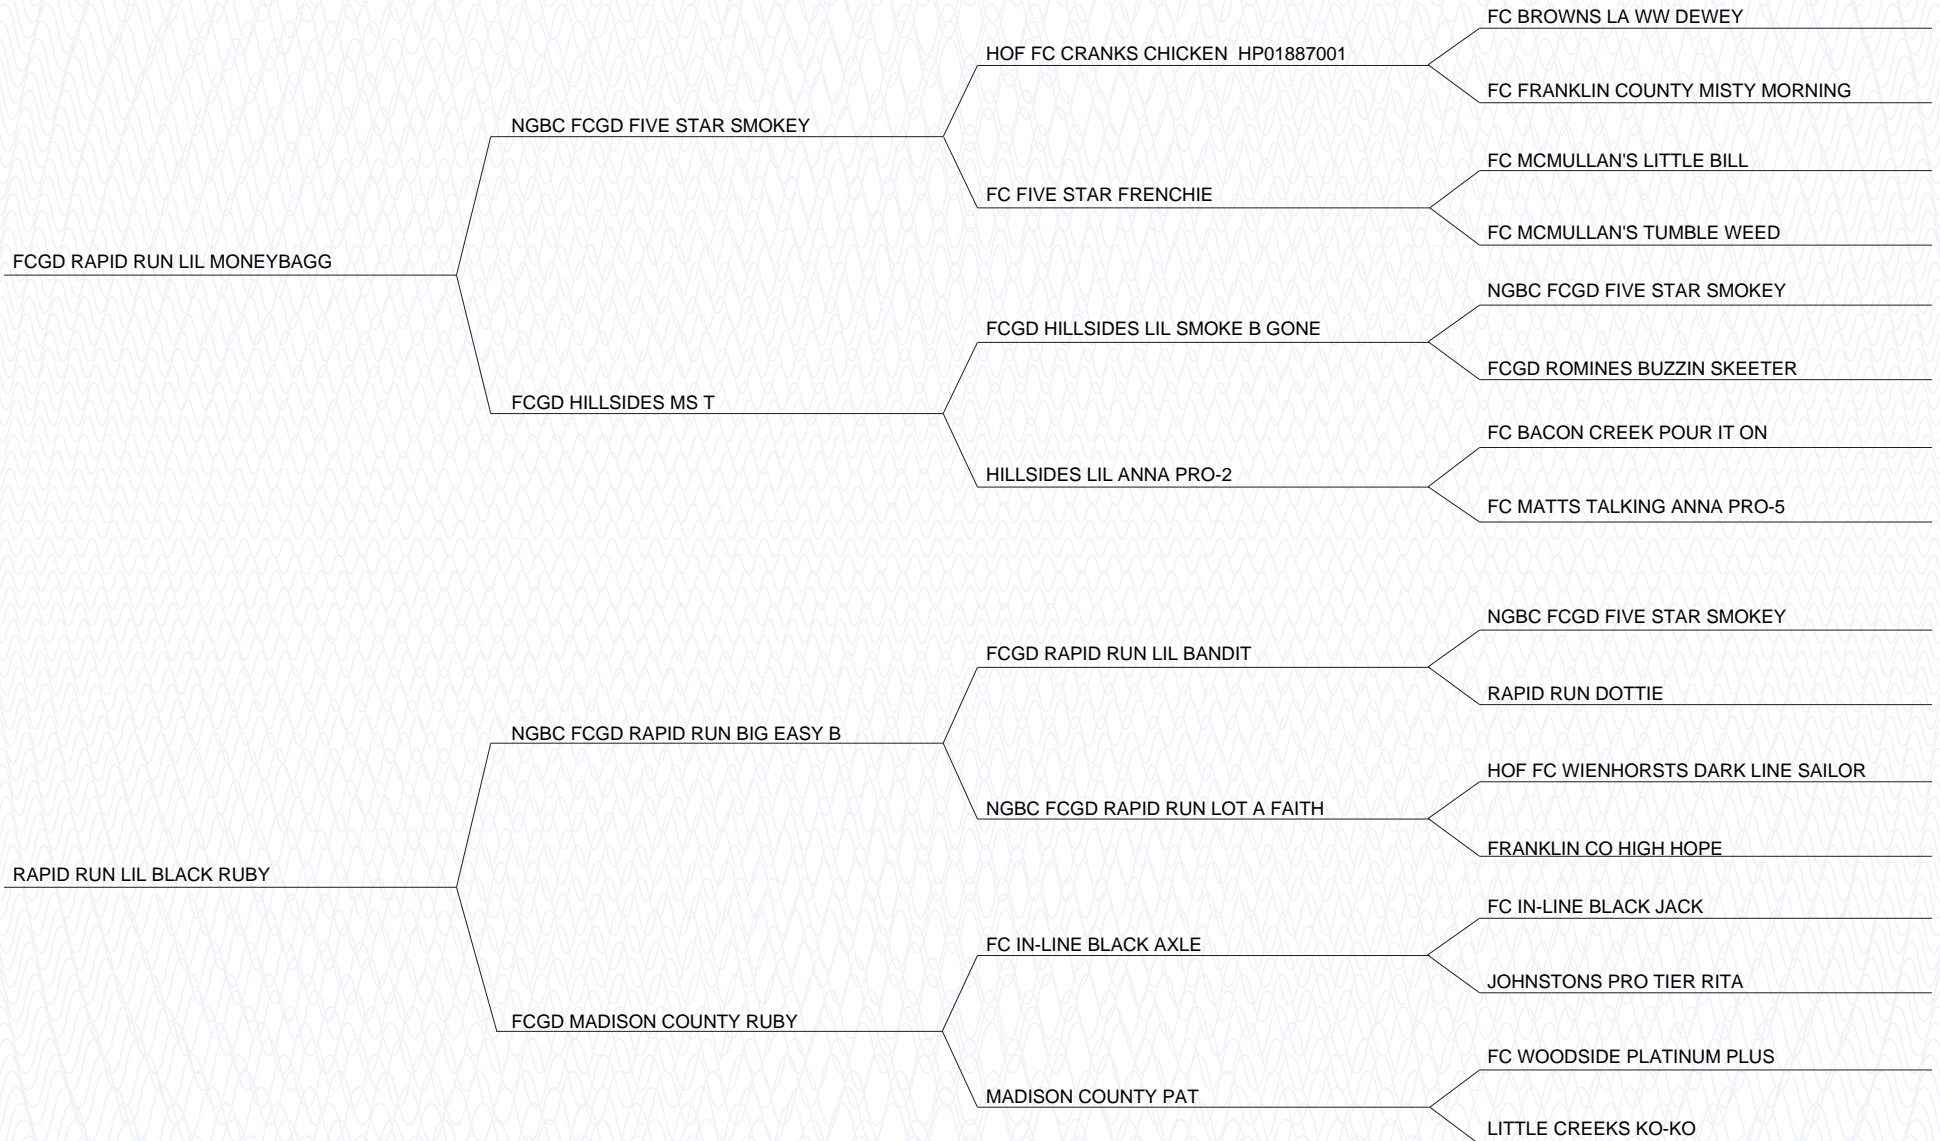 FC BROWNS LA WW DEWEY
HOF FC CRANKS CHICKEN  HP01887001
FC FRANKLIN COUNTY MISTY MORNING
NGBC FCGD FIVE STAR SMOKEY
FC MCMULLAN'S LITTLE BILL
FC FIVE STAR FRENCHIE
FC MCMULLAN'S TUMBLE WEED
FCGD RAPID RUN LIL MONEYBAGG
NGBC FCGD FIVE STAR SMOKEY
FCGD HILLSIDES LIL SMOKE B GONE
FCGD ROMINES BUZZIN SKEETER
FCGD HILLSIDES MS T
FC BACON CREEK POUR IT ON
HILLSIDES LIL ANNA PRO-2
FC MATTS TALKING ANNA PRO-5
NGBC FCGD FIVE STAR SMOKEY
FCGD RAPID RUN LIL BANDIT
RAPID RUN DOTTIE
NGBC FCGD RAPID RUN BIG EASY B
HOF FC WIENHORSTS DARK LINE SAILOR
NGBC FCGD RAPID RUN LOT A FAITH
FRANKLIN CO HIGH HOPE
RAPID RUN LIL BLACK RUBY
FC IN-LINE BLACK JACK
FC IN-LINE BLACK AXLE
JOHNSTONS PRO TIER RITA
FCGD MADISON COUNTY RUBY
FC WOODSIDE PLATINUM PLUS
MADISON COUNTY PAT
LITTLE CREEKS KO-KO